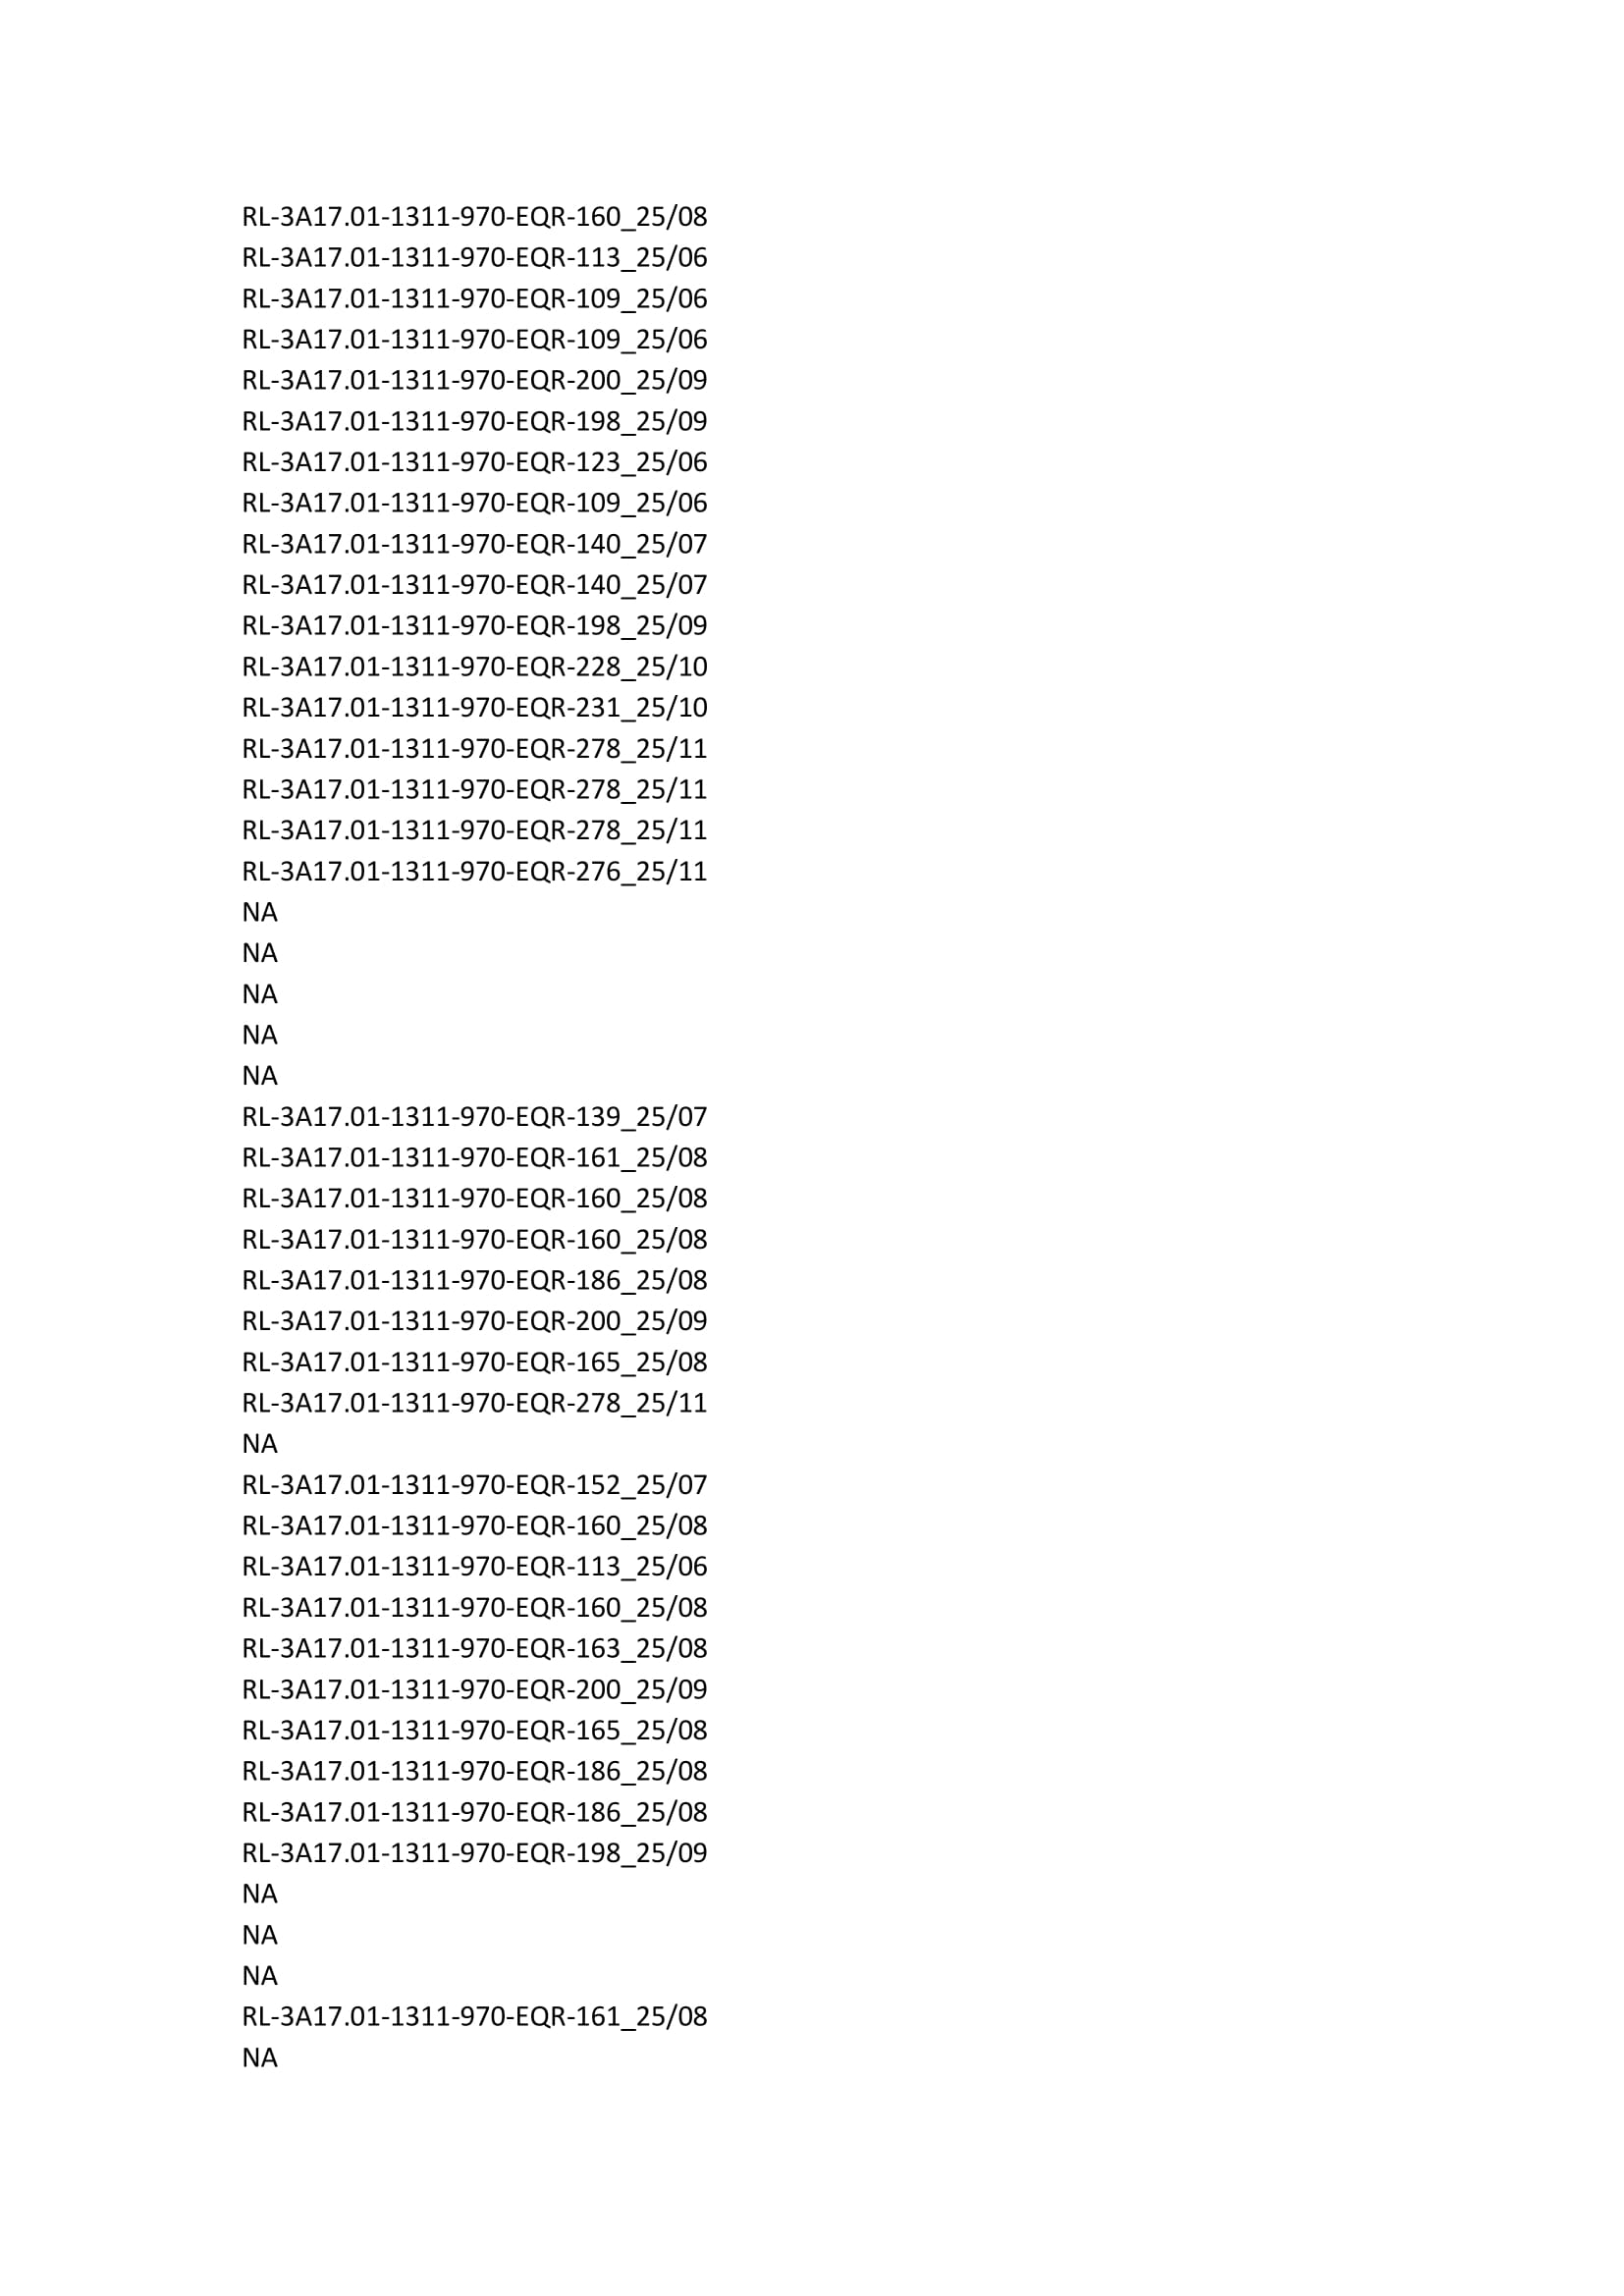 RL-3A17.01-1311-970-EQR-160_25/08
RL-3A17.01-1311-970-EQR-113_25/06
RL-3A17.01-1311-970-EQR-109_25/06
RL-3A17.01-1311-970-EQR-109_25/06
RL-3A17.01-1311-970-EQR-200_25/09
RL-3A17.01-1311-970-EQR-198_25/09
RL-3A17.01-1311-970-EQR-123_25/06
RL-3A17.01-1311-970-EQR-109_25/06
RL-3A17.01-1311-970-EQR-140_25/07
RL-3A17.01-1311-970-EQR-140_25/07
RL-3A17.01-1311-970-EQR-198_25/09
RL-3A17.01-1311-970-EQR-228_25/10
RL-3A17.01-1311-970-EQR-231_25/10
RL-3A17.01-1311-970-EQR-278_25/11
RL-3A17.01-1311-970-EQR-278_25/11
RL-3A17.01-1311-970-EQR-278_25/11
RL-3A17.01-1311-970-EQR-276_25/11
NA
NA
NA
NA
NA
RL-3A17.01-1311-970-EQR-139_25/07
RL-3A17.01-1311-970-EQR-161_25/08
RL-3A17.01-1311-970-EQR-160_25/08
RL-3A17.01-1311-970-EQR-160_25/08
RL-3A17.01-1311-970-EQR-186_25/08
RL-3A17.01-1311-970-EQR-200_25/09
RL-3A17.01-1311-970-EQR-165_25/08
RL-3A17.01-1311-970-EQR-278_25/11
NA
RL-3A17.01-1311-970-EQR-152_25/07
RL-3A17.01-1311-970-EQR-160_25/08
RL-3A17.01-1311-970-EQR-113_25/06
RL-3A17.01-1311-970-EQR-160_25/08
RL-3A17.01-1311-970-EQR-163_25/08
RL-3A17.01-1311-970-EQR-200_25/09
RL-3A17.01-1311-970-EQR-165_25/08
RL-3A17.01-1311-970-EQR-186_25/08
RL-3A17.01-1311-970-EQR-186_25/08
RL-3A17.01-1311-970-EQR-198_25/09
NA
NA
NA
RL-3A17.01-1311-970-EQR-161_25/08
NA